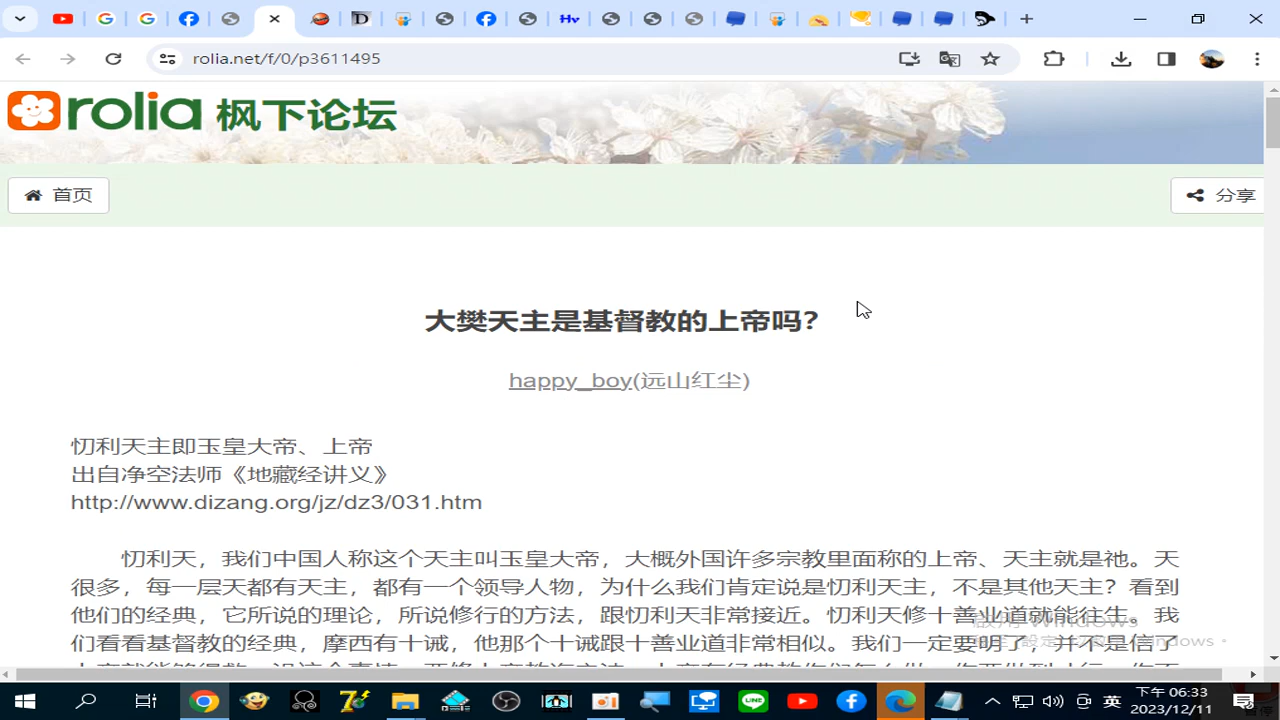 rolia.net/f/0/p3611495
rolia 枫下论坛
首页
分享
大樊天主是基督教的上帝吗?
happy_boy(远山红尘)
忉利天主即玉皇大帝、上帝
出自净空法师《地藏经讲义》
http://www.dizang.org/jz/dz3/031.htm
忉利天，我们中国人称这个天主叫玉皇大帝，大概外国许多宗教里面称的上帝、天主就是祂。天
很多，每一层天都有天主，都有一个领导人物，为什么我们肯定说是忉利天主，不是其他天主？看到
他们的经典，它所说的理论，所说修行的方法，跟忉利天非常接近。忉利天修十善业道就能往生。我
们看看基督教的经典，摩西有十诫，他那个十诫跟十善业道非常相似。我们一定要明了，并不是信了
啟用 Windows
英
下午 06:33
2023/12/11